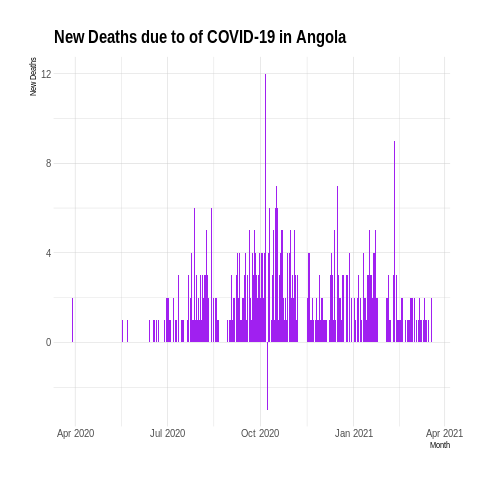 New Deaths due to of COVID-19 in Angola
New Deaths
12
8
4
0
Apr 2020 Jul 2020 Oct 2020 Jan 2021 Apr 2021
Month